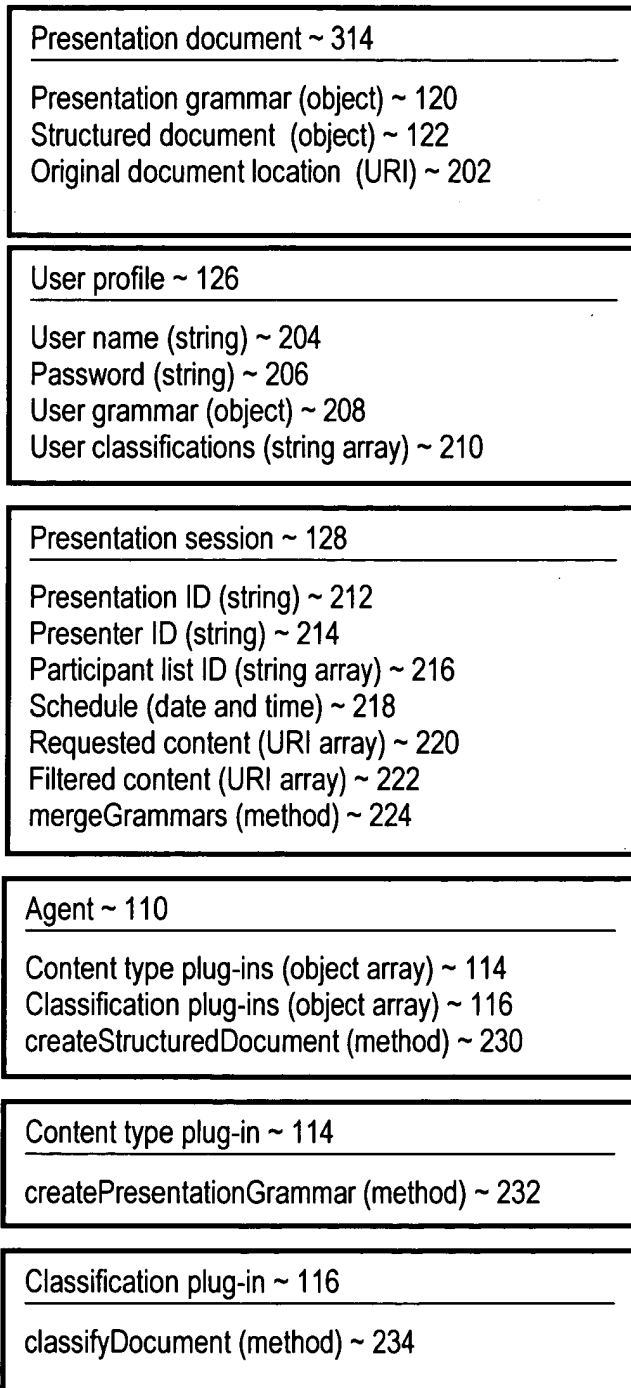 Presentation document ~ 314
Presentation grammar (object) ~ 120
Structured document (object) ~ 122
Original document location (URI) ~ 202
User profile ~ 126
User name (string) ~ 204
Password (string) ~ 206
User grammar (object) ~ 208
User classifications (string array) ~ 210
Presentation session ~ 128
Presentation ID (string) ~ 212
Presenter ID (string) ~ 214
Participant list ID (string array) ~ 216
Schedule (date and time) ~ 218
Requested content (URI array) ~ 220
Filtered content (URI array) ~ 222
mergeGrammars (method) ~ 224
Agent ~ 110
Content type plug-ins (object array) ~ 114
Classification plug-ins (object array) ~ 116
createStructuredDocument (method) ~ 230
Content type plug-in ~ 114
createPresentationGrammar (method) ~ 232
Classification plug-in ~ 116
classifyDocument (method) ~ 234